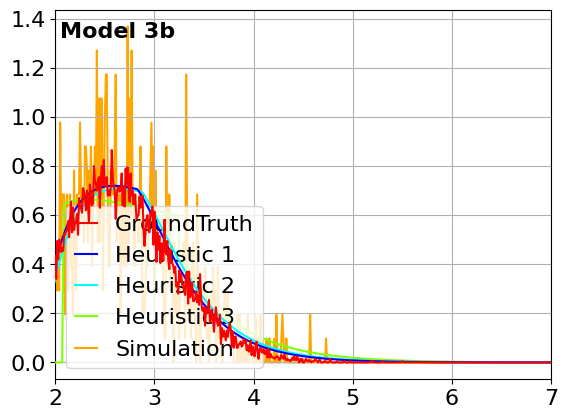 Model 3b
1.4
1.2
1.0
0.8
0.6
0.4
0.2
0.0
GroundTruth
Heuristic 1
Heuristic 2
Heuristic 3
Simulation
2 3 4 5 6 7